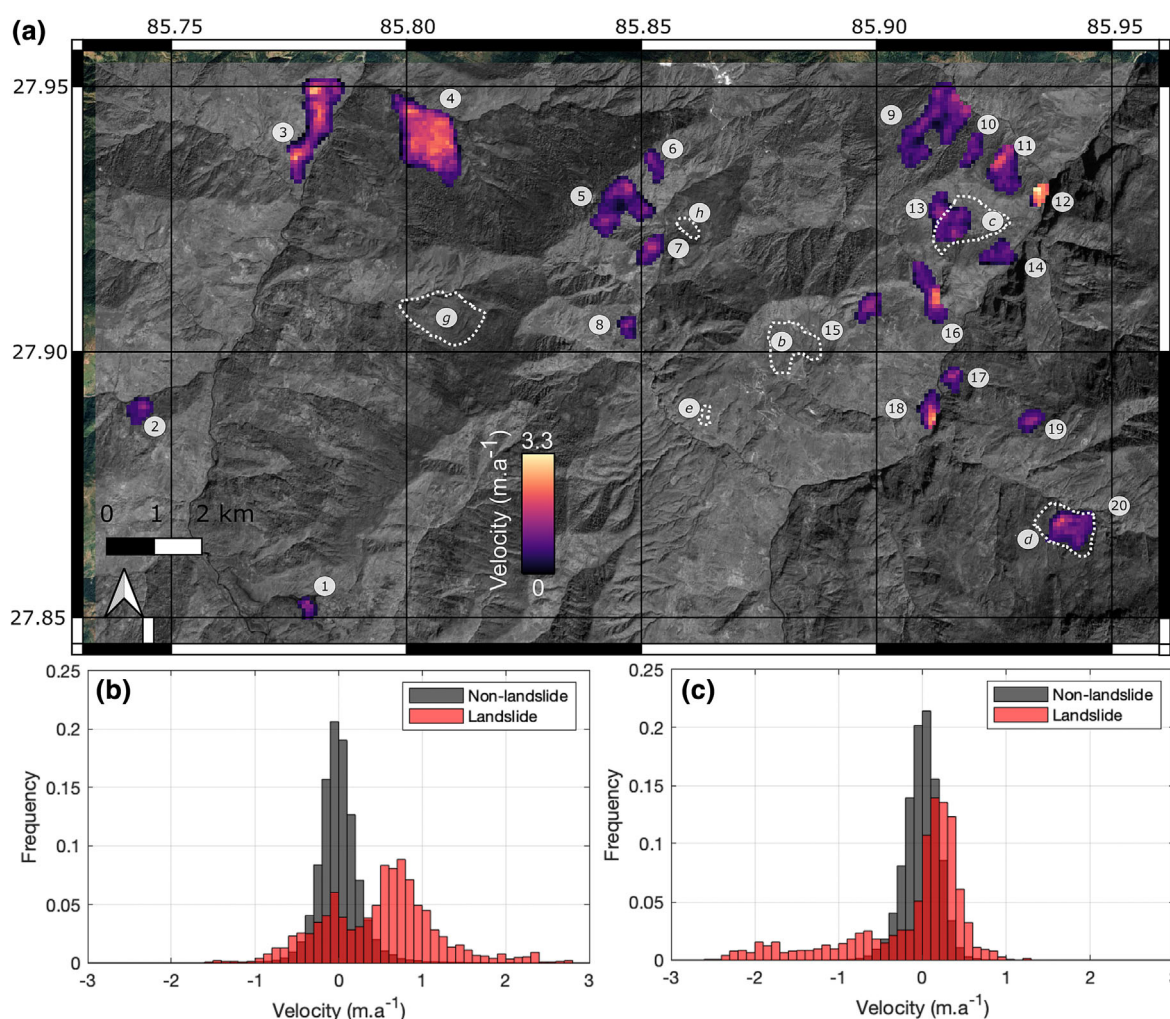 (a)
85.75 85.80 85.85 85.90 85.95
27.95
27.90
27.85
3
4
9
10
11
6
5
h
12
13
c
7
14
g
8
15
16
b
2
e
17
18
19
20
d
1
Velocity (m.a⁻¹)
3.3
0
0 1 2 km
(b)
Non-landslide
Landslide
0.25
0.2
0.15
0.1
0.05
0
Frequency
-3 -2 -1 0 1 2 3
Velocity (m.a⁻¹)
(c)
Non-landslide
Landslide
0.25
0.2
0.15
0.1
0.05
0
Frequency
-3 -2 -1 0 1 2
Velocity (m.a⁻¹)